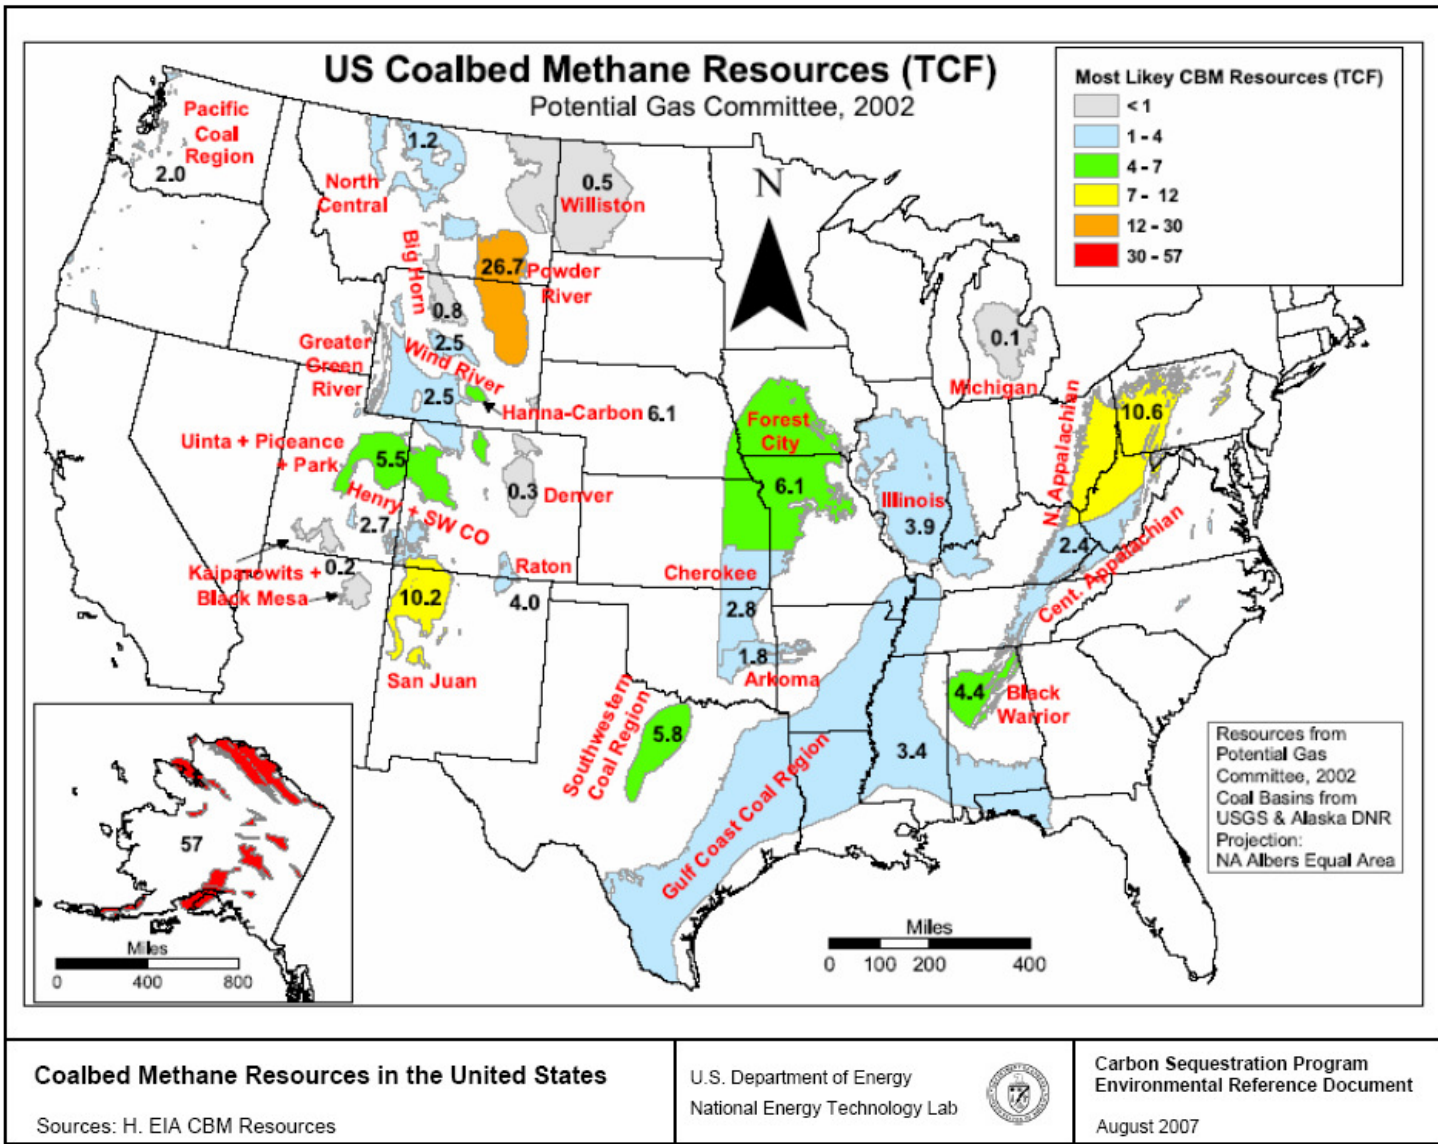 US Coalbed Methane Resources (TCF)
Potential Gas Committee, 2002
Most Likey CBM Resources (TCF)
< 1
1 - 4
4 - 7
7 - 12
12 - 30
30 - 57
N
Pacific
Coal
Region
2.0
1.2
North
Central
0.5
Williston
Big Horn
26.7
Powder
River
0.8
2.5
Wind River
Greater
Green
River
2.5
Hanna-Carbon
6.1
Uinta + Piceance
+ Park
5.5
Henry + SW CO
2.7
0.3
Denver
Kaiparowits +
Black Mesa
0.2
10.2
San Juan
Raton
4.0
Forest
City
6.1
Cherokee
2.8
1.8
Arkoma
Illinois
3.9
0.1
Michigan
N. Appalachian
10.6
2.4
Cent. Appalachian
4.4
Black
Warrior
Southwestern
Coal Region
5.8
Gulf Coast Coal Region
3.4
57
Miles
0 400 800
Miles
0 100 200 400
Resources from
Potential Gas
Committee, 2002
Coal Basins from
USGS & Alaska DNR
Projection:
NA Albers Equal Area
Coalbed Methane Resources in the United States
Sources: H. EIA CBM Resources
U.S. Department of Energy
National Energy Technology Lab
Carbon Sequestration Program
Environmental Reference Document
August 2007